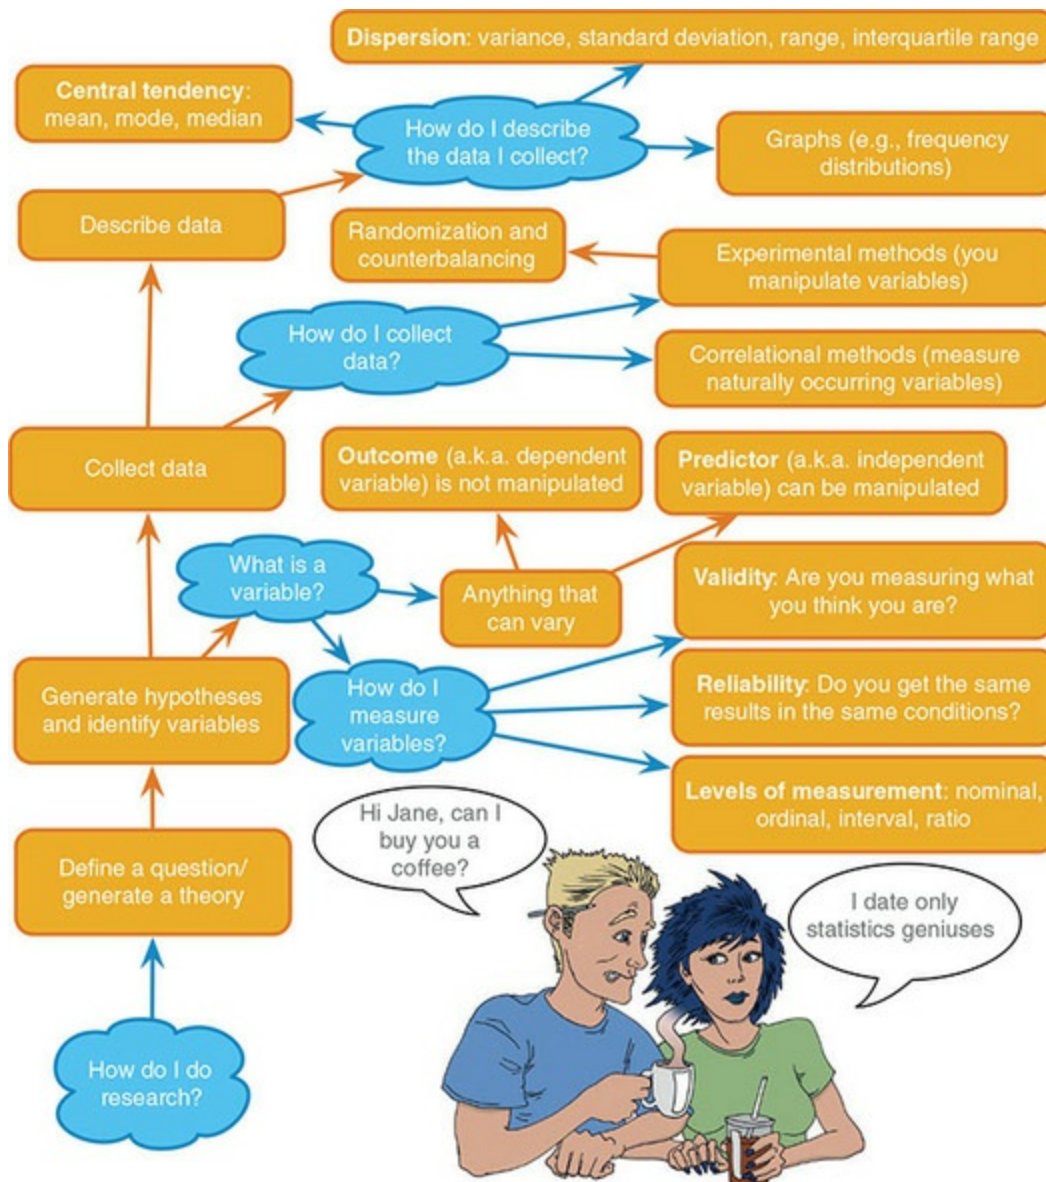 Dispersion: variance, standard deviation, range, interquartile range
Central tendency:
mean, mode, median
How do I describe
the data I collect?
Graphs (e.g., frequency
distributions)
Describe data
Randomization and
counterbalancing
Experimental methods (you
manipulate variables)
How do I collect
data?
Correlational methods (measure
naturally occurring variables)
Collect data
Outcome (a.k.a. dependent
variable) is not manipulated
Predictor (a.k.a. independent
variable) can be manipulated
What is a
variable?
Anything that
can vary
Validity: Are you measuring what
you think you are?
Generate hypotheses
and identify variables
How do I
measure
variables?
Reliability: Do you get the same
results in the same conditions?
Levels of measurement: nominal,
ordinal, interval, ratio
Hi Jane, can I
buy you a
coffee?
Define a question/
generate a theory
I date only
statistics geniuses
How do I do
research?